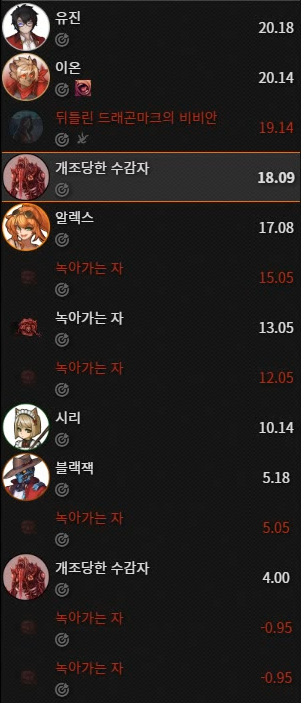 유진
20.18
이온
20.14
뒤틀린 드래곤마크의 비비안
19.14
개조당한 수감자
18.09
알렉스
17.08
녹아가는 자
15.05
녹아가는 자
13.05
녹아가는 자
12.05
시리
10.14
블랙잭
5.18
녹아가는 자
5.05
개조당한 수감자
4.00
녹아가는 자
-0.95
녹아가는 자
-0.95